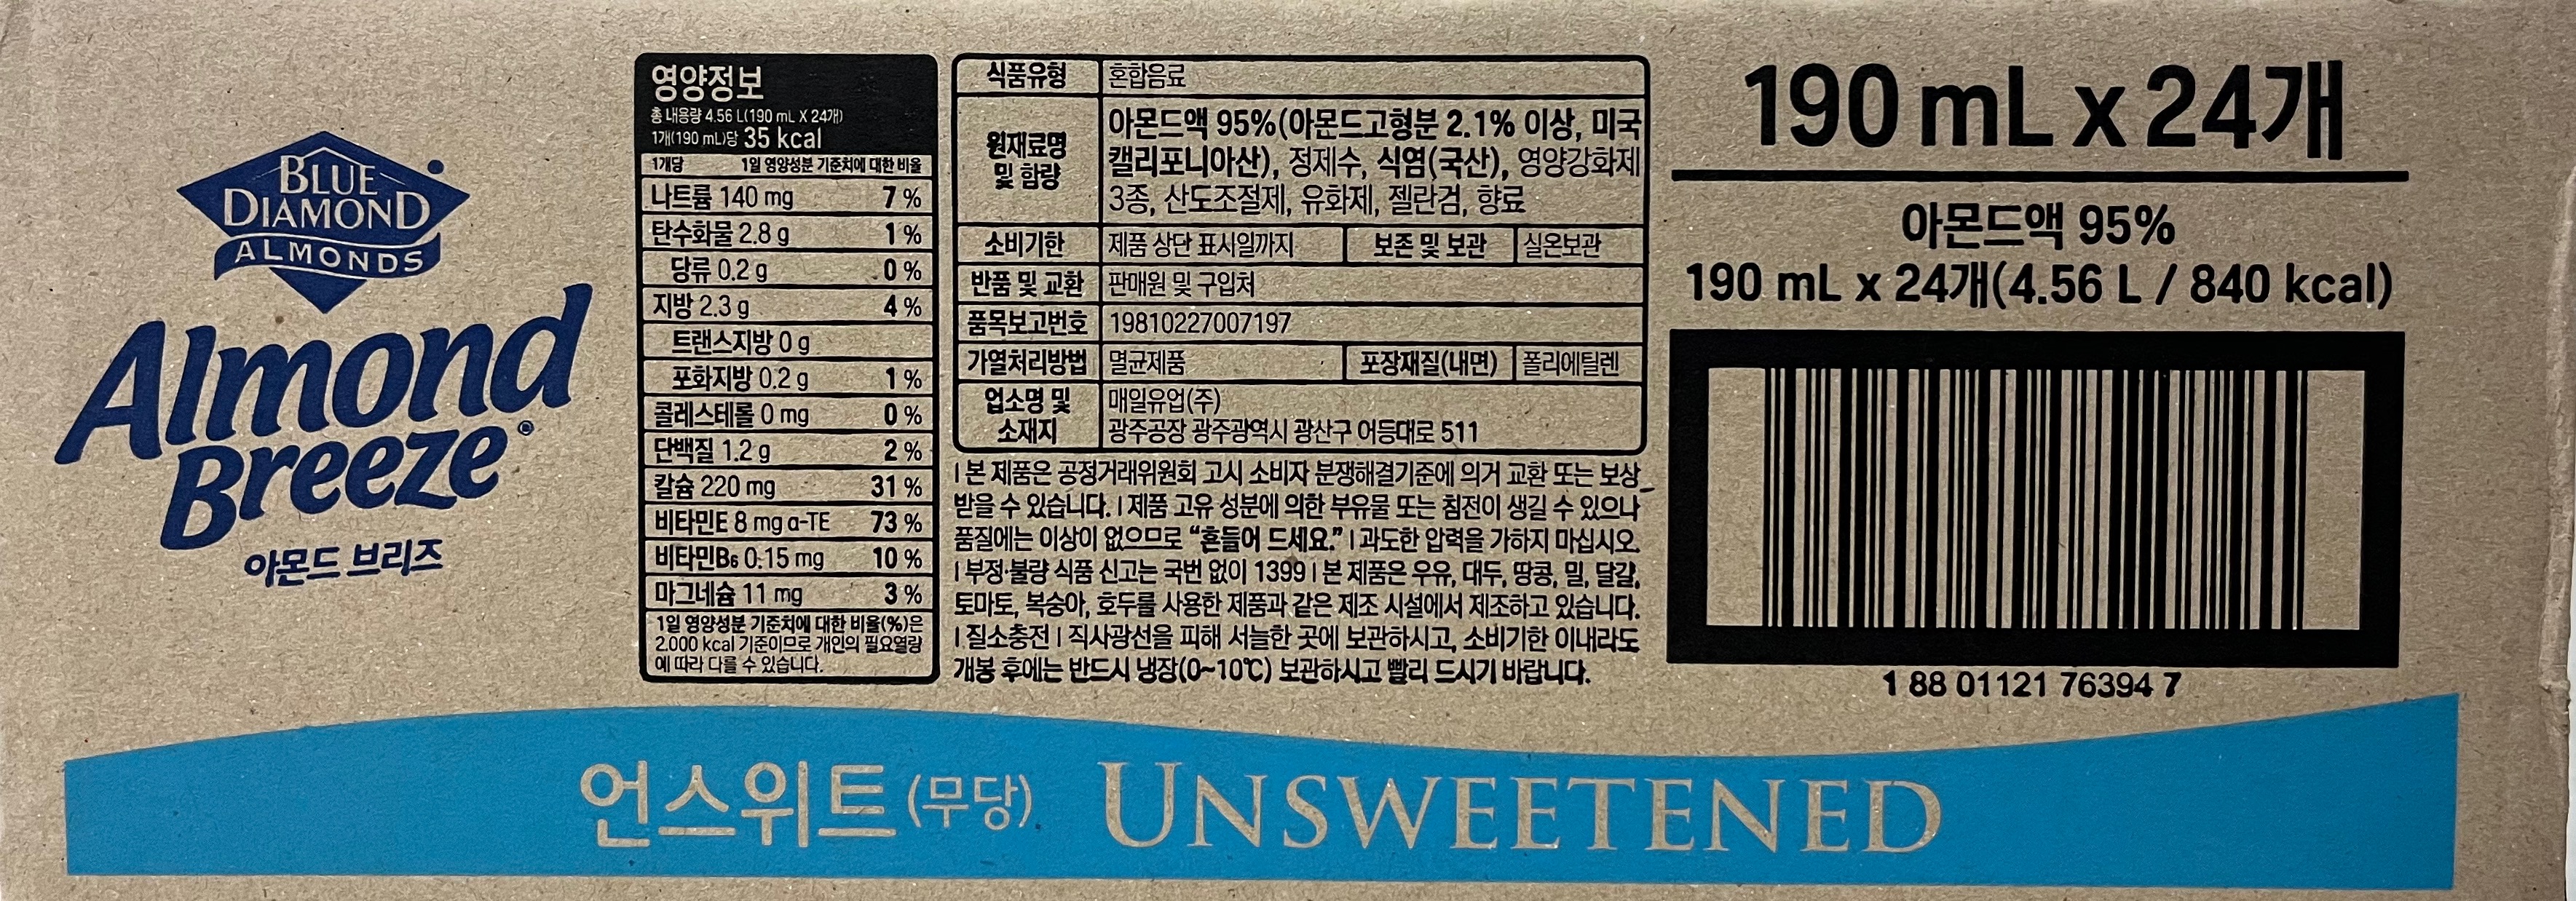 BLUE
DIAMOND
ALMONDS
Almond
Breeze®
아몬드 브리즈
영양정보
총 내용량 4.56 L(190 mL X 24개)
1개(190 mL)당 35 kcal
1개당 1일 영양성분 기준치에 대한 비율
나트륨 140 mg 7 %
탄수화물 2.8 g 1 %
당류 0.2 g 0 %
지방 2.3 g 4 %
트랜스지방 0 g
포화지방 0.2 g 1 %
콜레스테롤 0 mg 0 %
단백질 1.2 g 2 %
칼슘 220 mg 31 %
비타민E 8 mg α-TE 73 %
비타민B₆ 0.15 mg 10 %
마그네슘 11 mg 3 %
1일 영양성분 기준치에 대한 비율(%)은
2,000 kcal 기준이므로 개인의 필요열량
에 따라 다를 수 있습니다.
식품유형 혼합음료
원재료명 및 함량 아몬드액 95%(아몬드고형분 2.1% 이상, 미국
캘리포니아산), 정제수, 식염(국산), 영양강화제
3종, 산도조절제, 유화제, 젤란검, 향료
소비기한 제품 상단 표시일까지 보존 및 보관 실온보관
반품 및 교환 판매원 및 구입처
품목보고번호 19810227007197
가열처리방법 멸균제품 포장재질(내면) 폴리에틸렌
업소명 및 매일유업(주)
소재지 광주공장 광주광역시 광산구 어등대로 511
| 본 제품은 공정거래위원회 고시 소비자 분쟁해결기준에 의거 교환 또는 보상
받을 수 있습니다. | 제품 고유 성분에 의한 부유물 또는 침전이 생길 수 있으나
품질에는 이상이 없으므로 “흔들어 드세요.” | 과도한 압력을 가하지 마십시오.
| 부정·불량 식품 신고는 국번 없이 1399 | 본 제품은 우유, 대두, 땅콩, 밀, 달걀,
토마토, 복숭아, 호두를 사용한 제품과 같은 제조 시설에서 제조하고 있습니다.
| 질소충전 | 직사광선을 피해 서늘한 곳에 보관하시고, 소비기한 이내라도
개봉 후에는 반드시 냉장(0~10℃) 보관하시고 빨리 드시기 바랍니다.
190 mL x 24개
아몬드액 95%
190 mL x 24개(4.56 L / 840 kcal)
1 88 01121 76394 7
언스위트(무당) UNSWEETENED